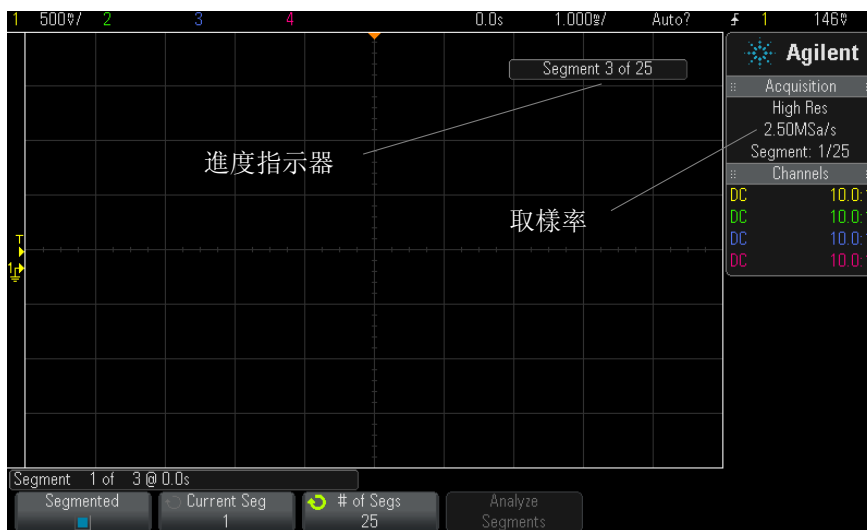 1 500♥/ 2 3 4 0.0s 1.000♥/ Auto? 1 146♥
Agilent
Segment 3 of 25
Acquisition
High Res
2.50MSa/s
Segment: 1/25
Channels
DC 10.0:
DC 10.0:
DC 10.0:
DC 10.0:
進度指示器
取樣率
T
1
Segment 1 of 3 @ 0.0s
Segmented
Current Seg
1
# of Segs
25
Analyze
Segments